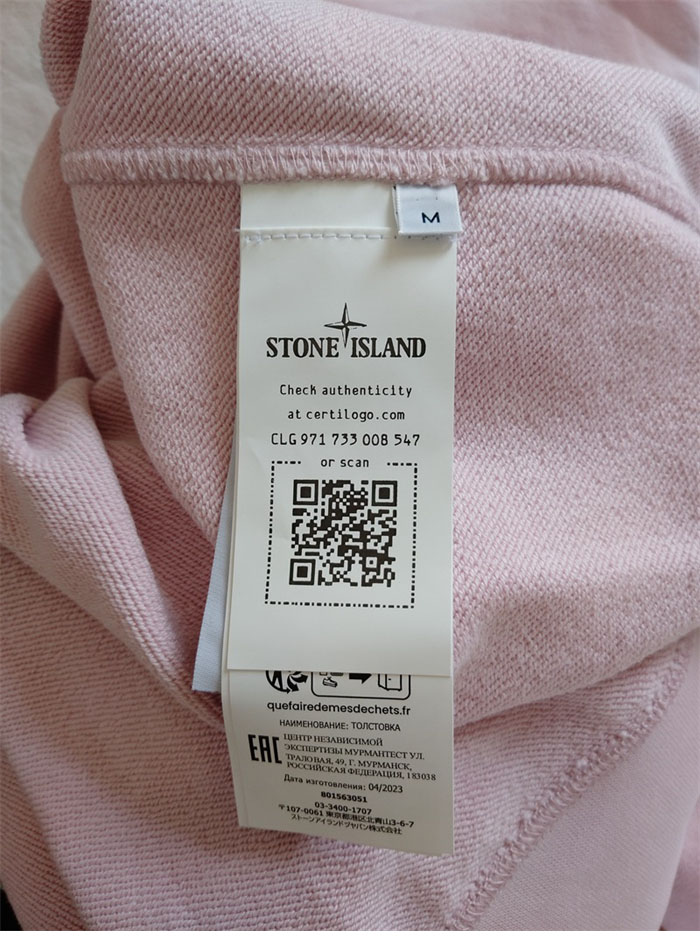 M
STONE ISLAND
Check authenticity
at certilogo.com
CLG 971 733 008 547
or scan
quefairedemesdechets.fr
НАИМЕНОВАНИЕ: ТОЛСТОВКА
EAC
ЦЕНТР НЕЗАВИСИМОЙ
ЭКСПЕРТИЗЫ МУРМАНТЕСТ УЛ.
ТРАЛОВАЯ, 49, Г. МУРМАНСК,
РОССИЙСКАЯ ФЕДЕРАЦИЯ, 183038
Дата изготовления: 04/2023
801563051
03-3400-1707
〒107-0061 東京都港区北青山3-6-7
ストーンアイランドジャパン株式会社